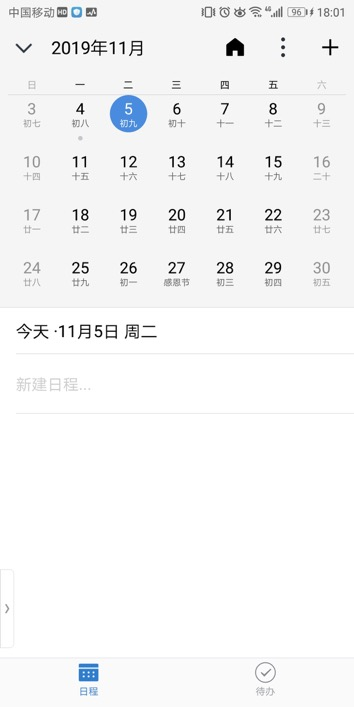 中国移动 HD 4G 96 18:01
2019年11月
日 一 二 三 四 五 六
3 4 5 6 7 8 9
初七 初八 初九 初十 十一 十二 十三
10 11 12 13 14 15 16
十四 十五 十六 十七 十八 十九 二十
17 18 19 20 21 22 23
廿一 廿二 廿三 廿四 廿五 廿六 廿七
24 25 26 27 28 29 30
廿八 廿九 初一 感恩节 初三 初四 初五
今天 ·11月5日 周二
新建日程...
日程 待办